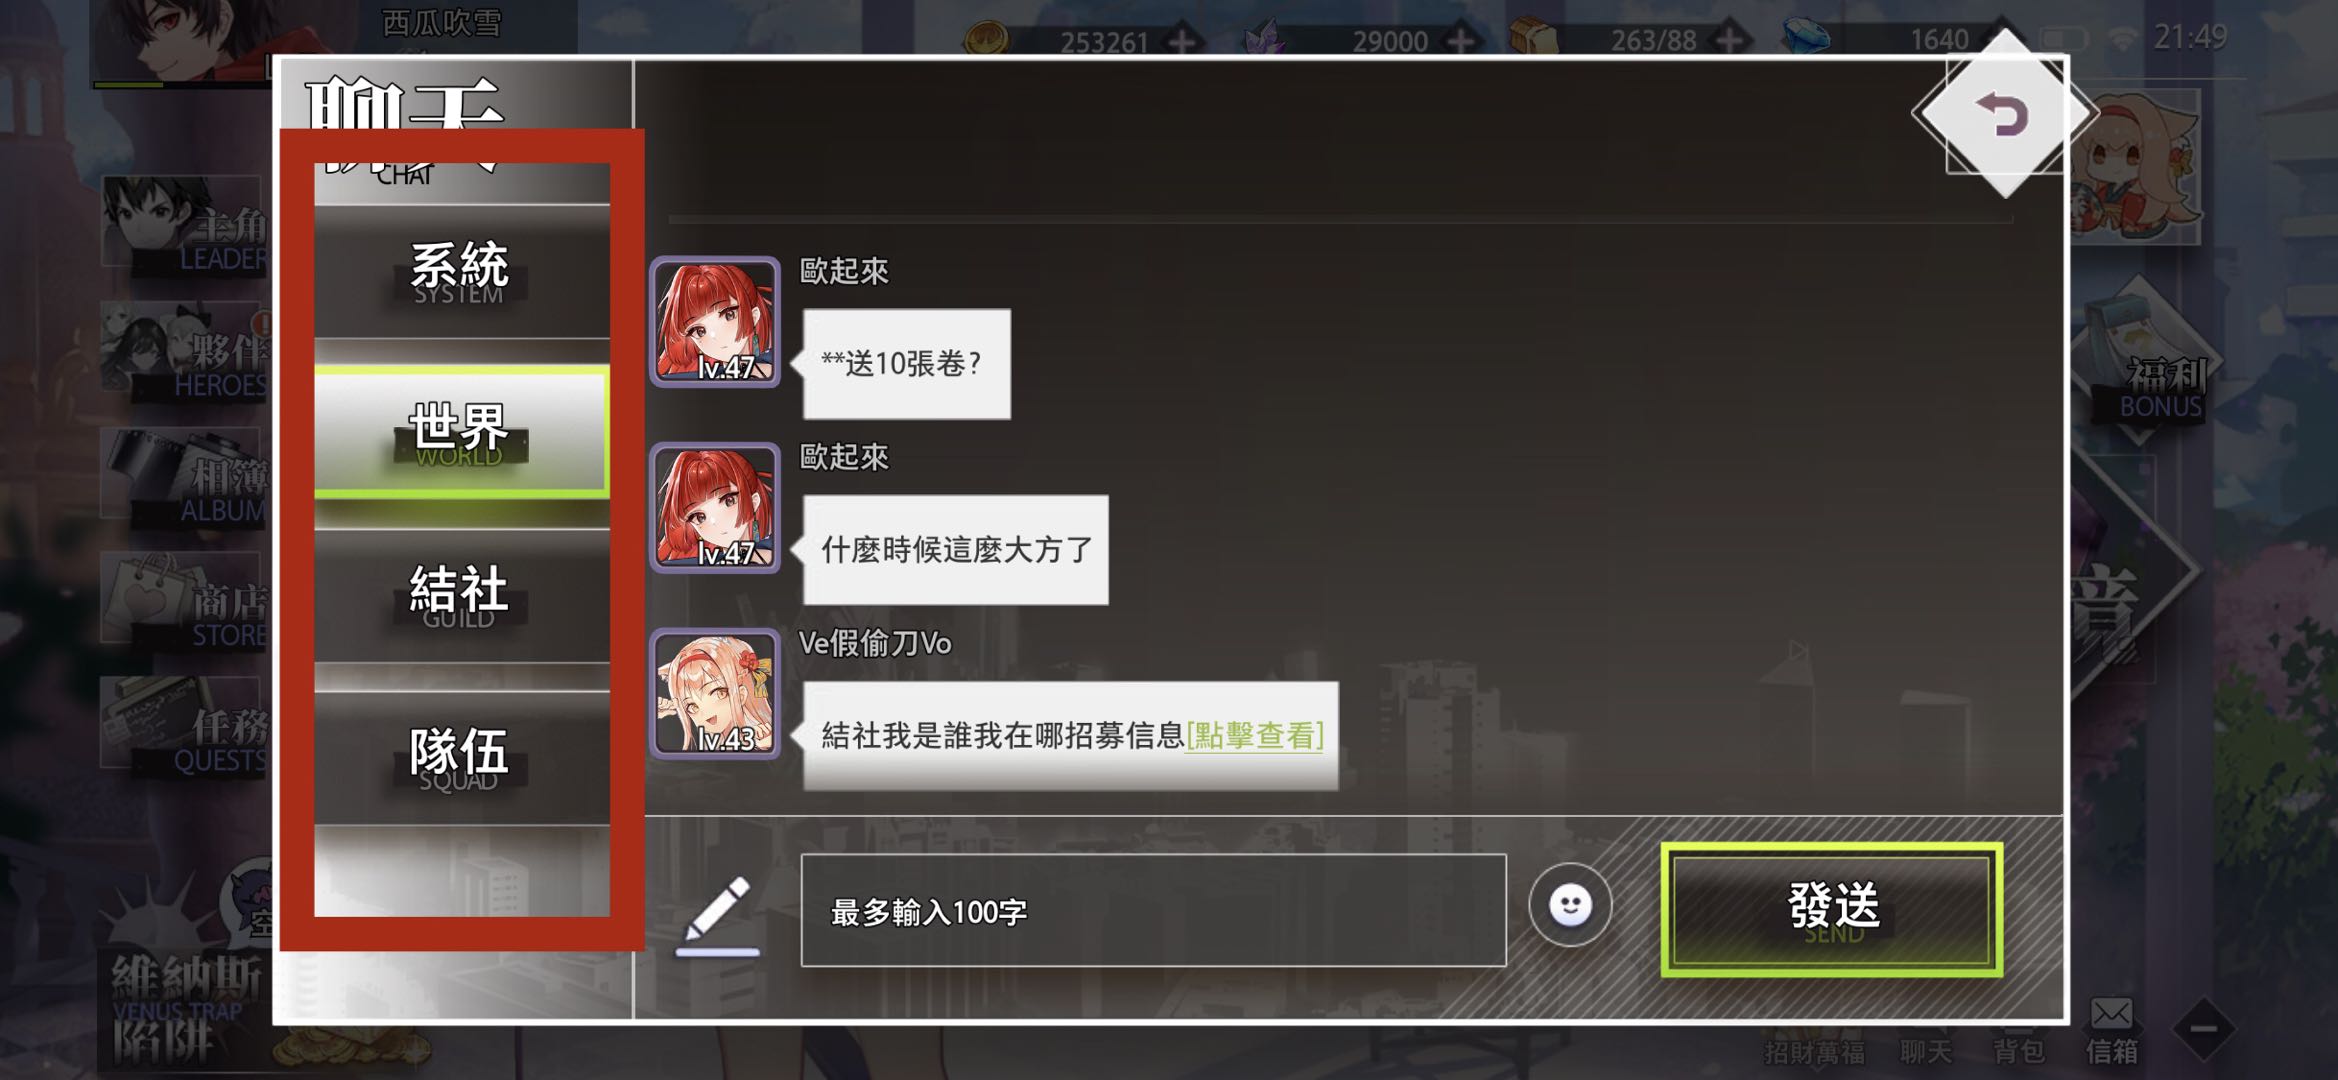 西瓜吹雪
253261
29000
263/88
1640
21:49
聊天
CHAT
系統
SYSTEM
世界
WORLD
結社
GUILD
隊伍
SQUAD
歐起來
lv.47
**送10張卷?
歐起來
lv.47
什麼時候這麼大方了
Ve假偷刀Vo
lv.43
結社我是誰我在哪招募信息[點擊查看]
最多輸入100字
發送
SEND
主角
LEADER
夥伴
HEROES
相簿
ALBUM
商店
STORE
任務
QUESTS
維納斯
VENUS TRAP
陷阱
福利
BONUS
招財萬福
聊天
背包
信箱